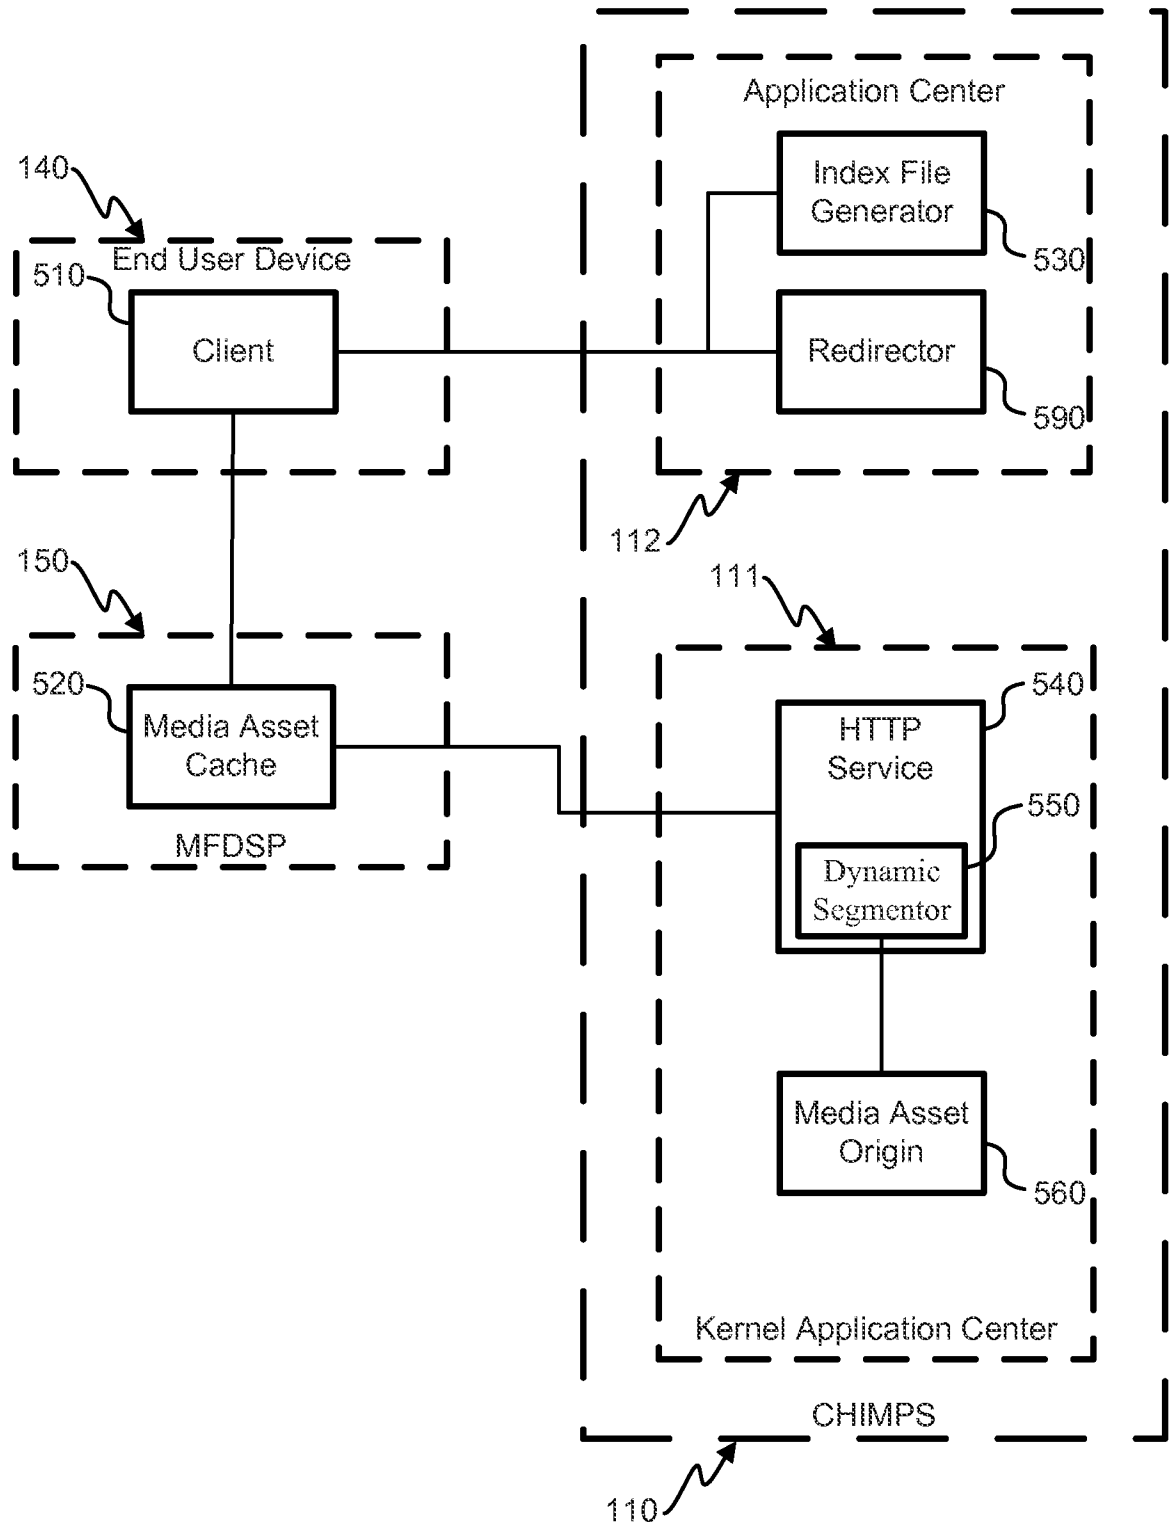 Application Center
Index File
Generator
530
140
End User Device
510
Client
Redirector
590
112
111
150
520
Media Asset
Cache
MFDSP
540
HTTP
Service
550
Dynamic
Segmentor
Media Asset
Origin
560
Kernel Application Center
CHIMPS
110